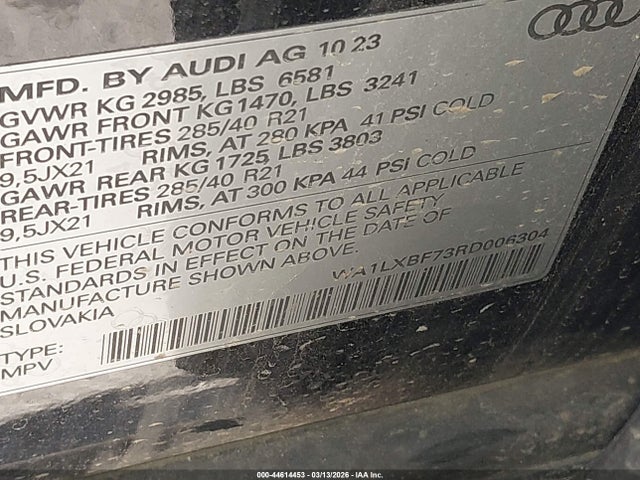 MFD. BY AUDI AG 10 23
GVWR KG 2985, LBS 6581
GAWR FRONT KG1470, LBS 3241
FRONT-TIRES 285/40 R21
9,5JX21 RIMS, AT 280 KPA 41 PSI COLD
GAWR REAR KG 1725, LBS 3803
REAR-TIRES 285/40 R21
9,5JX21 RIMS, AT 300 KPA 44 PSI COLD
THIS VEHICLE CONFORMS TO ALL APPLICABLE
U.S. FEDERAL MOTOR VEHICLE SAFETY
STANDARDS IN EFFECT ON THE DATE OF
MANUFACTURE SHOWN ABOVE.
SLOVAKIA
WA1LXBF73RD006304
TYPE:
MPV
000-44614453 - 03/13/2026 - IAA Inc.